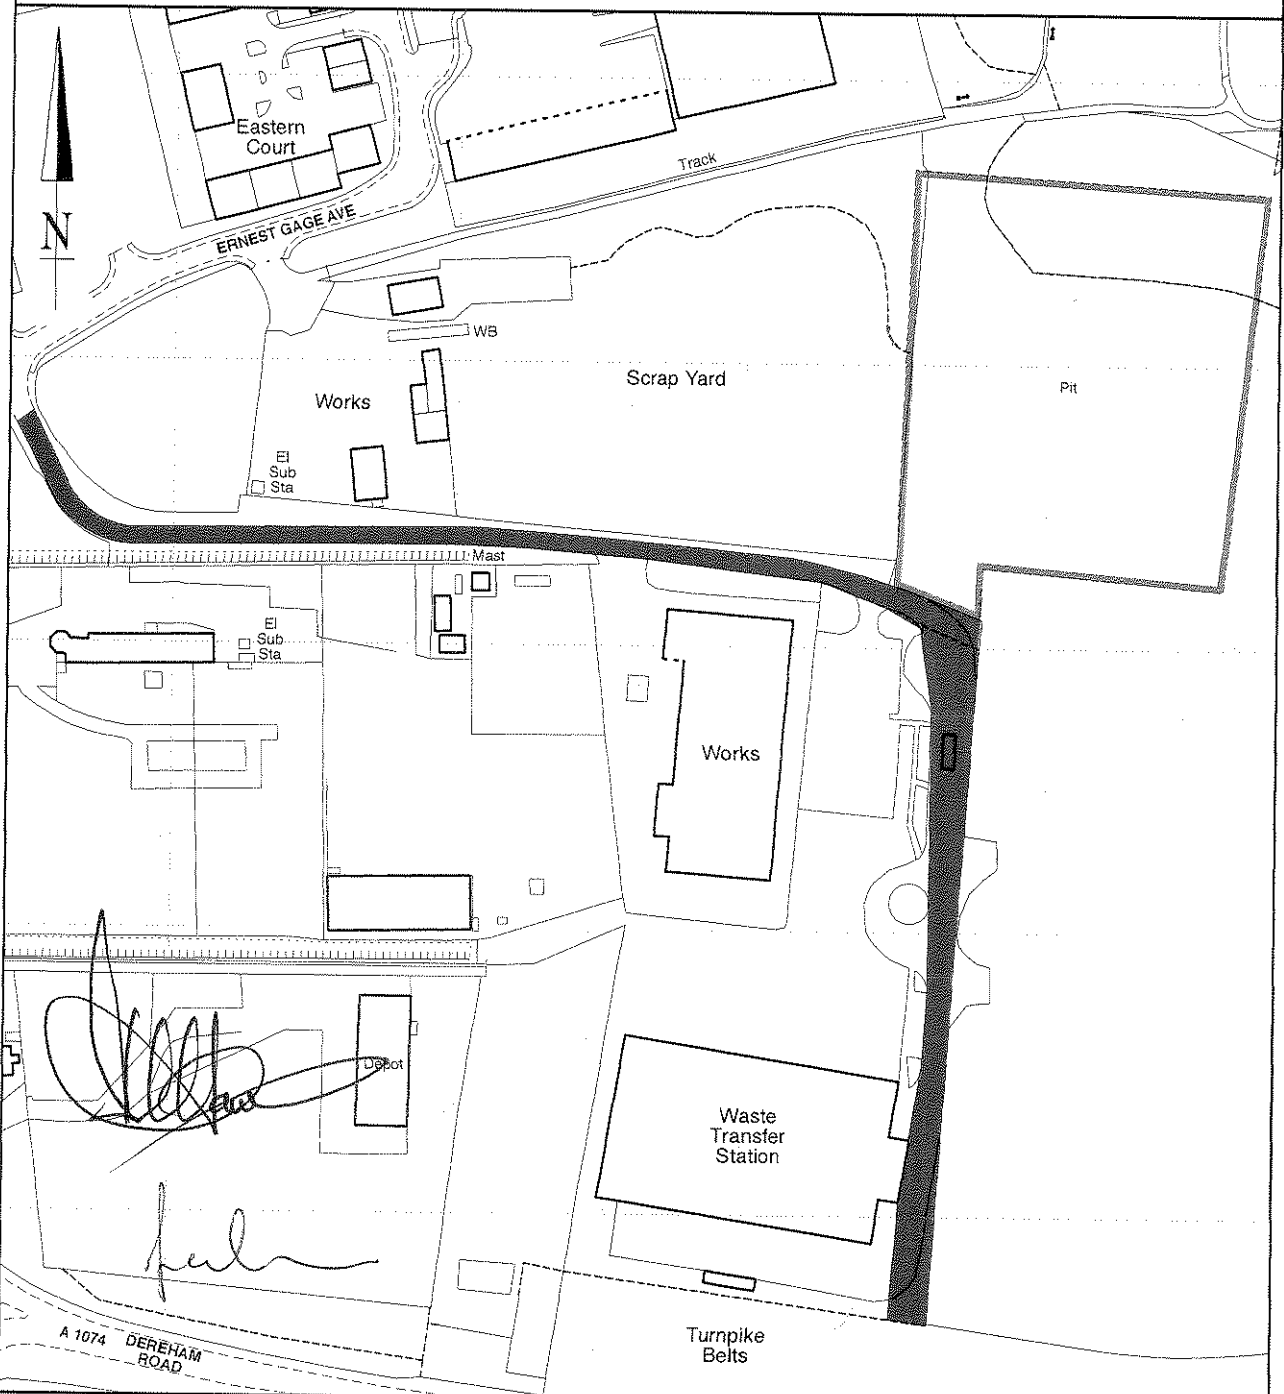 Eastern
Court
Track
ERNEST GAGE AVE
N
WB
Scrap Yard
Pit
Works
El
Sub
Sta
Mast
El
Sub
Sta
Works
Depot
Waste
Transfer
Station
Turnpike
Belts
A 1074 DEREHAM
ROAD